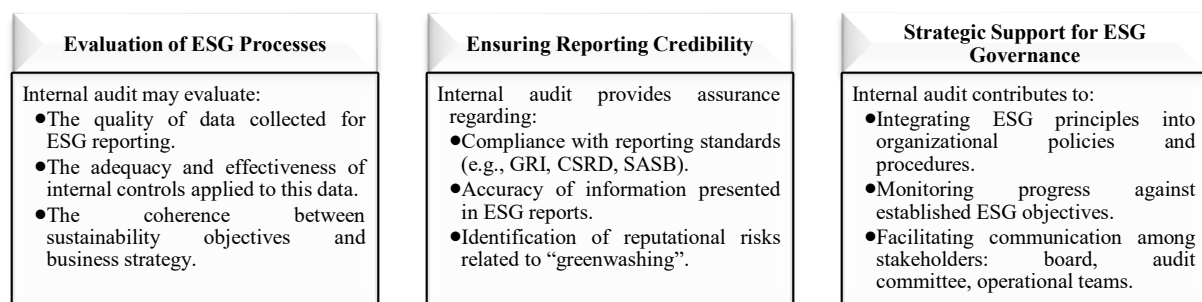 Evaluation of ESG Processes
Internal audit may evaluate:
●The quality of data collected for
ESG reporting.
●The adequacy and effectiveness of
internal controls applied to this data.
●The coherence between
sustainability objectives and
business strategy.
Ensuring Reporting Credibility
Internal audit provides assurance
regarding:
●Compliance with reporting standards
(e.g., GRI, CSRD, SASB).
●Accuracy of information presented
in ESG reports.
●Identification of reputational risks
related to “greenwashing”.
Strategic Support for ESG
Governance
Internal audit contributes to:
●Integrating ESG principles into
organizational policies and
procedures.
●Monitoring progress against
established ESG objectives.
●Facilitating communication among
stakeholders: board, audit
committee, operational teams.